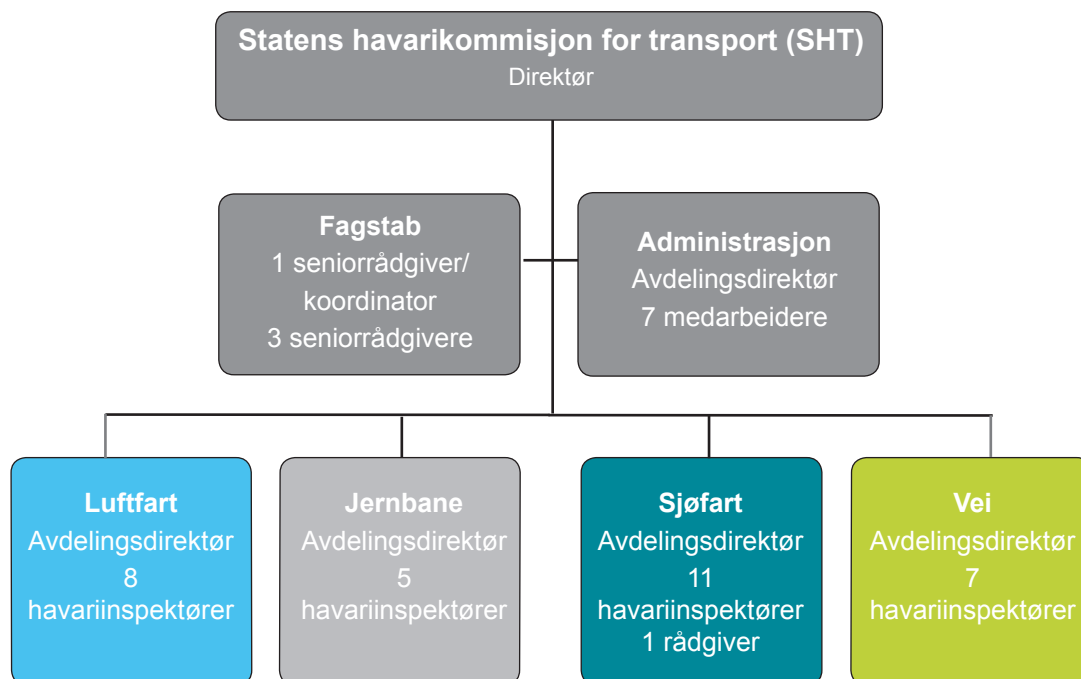 Statens havarikommisjon for transport (SHT)
Direktør
Fagstab
1 seniorrådgiver/
koordinator
3 seniorrådgivere
Administrasjon
Avdelingsdirektør
7 medarbeidere
Luftfart
Avdelingsdirektør
8
havariinspektører
Jernbane
Avdelingsdirektør
5
havariinspektører
Sjøfart
Avdelingsdirektør
11
havariinspektører
1 rådgiver
Vei
Avdelingsdirektør
7
havariinspektører